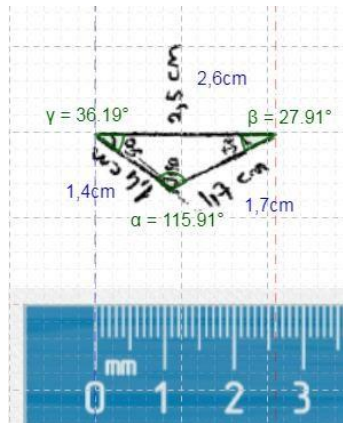 2,6cm
2,5 cm
γ = 36.19°
β = 27.91°
1,4 cm
1,7 cm
1,4cm
1,7cm
α = 115.91°
mm
0 1 2 3